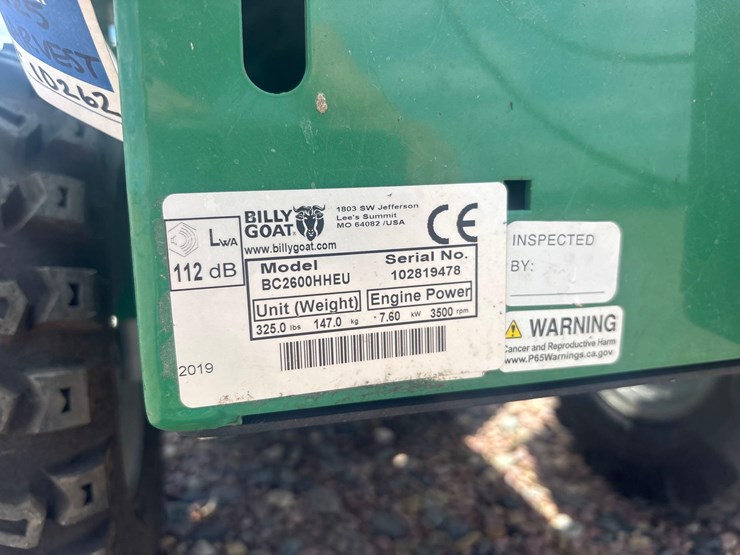 RVEST
10262
BILLY
GOAT
1803 SW Jefferson
Lee's Summit
MO 64082 /USA
CE
www.billygoat.com
LWA
112 dB
Model
Serial No.
BC2600HHEU
102819478
Unit (Weight)
Engine Power
325.0 lbs 147.0 kg
7.60 kW 3500 rpm
2019
INSPECTED
BY:
WARNING
Cancer and Reproductive Harm
www.P65Warnings.ca.gov